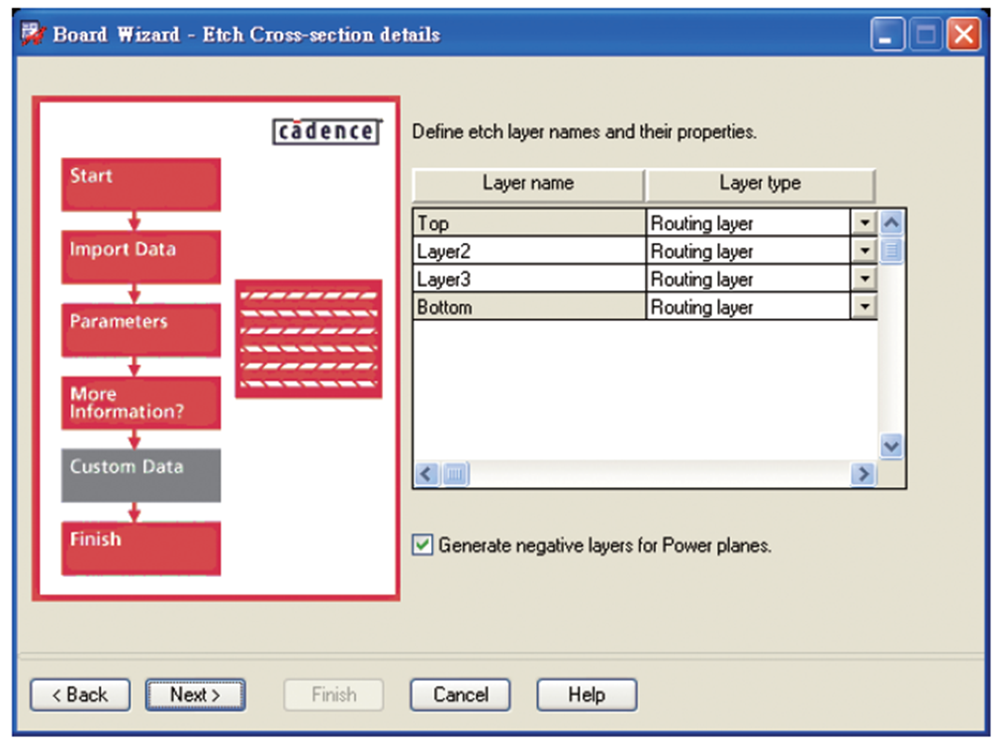 Board Wizard - Etch Cross-section details
cadence
Start
Import Data
Parameters
More
Information?
Custom Data
Finish
Define etch layer names and their properties.
Layer name Layer type
Top Routing layer
Layer2 Routing layer
Layer3 Routing layer
Bottom Routing layer
Generate negative layers for Power planes.
< Back Next > Finish Cancel Help